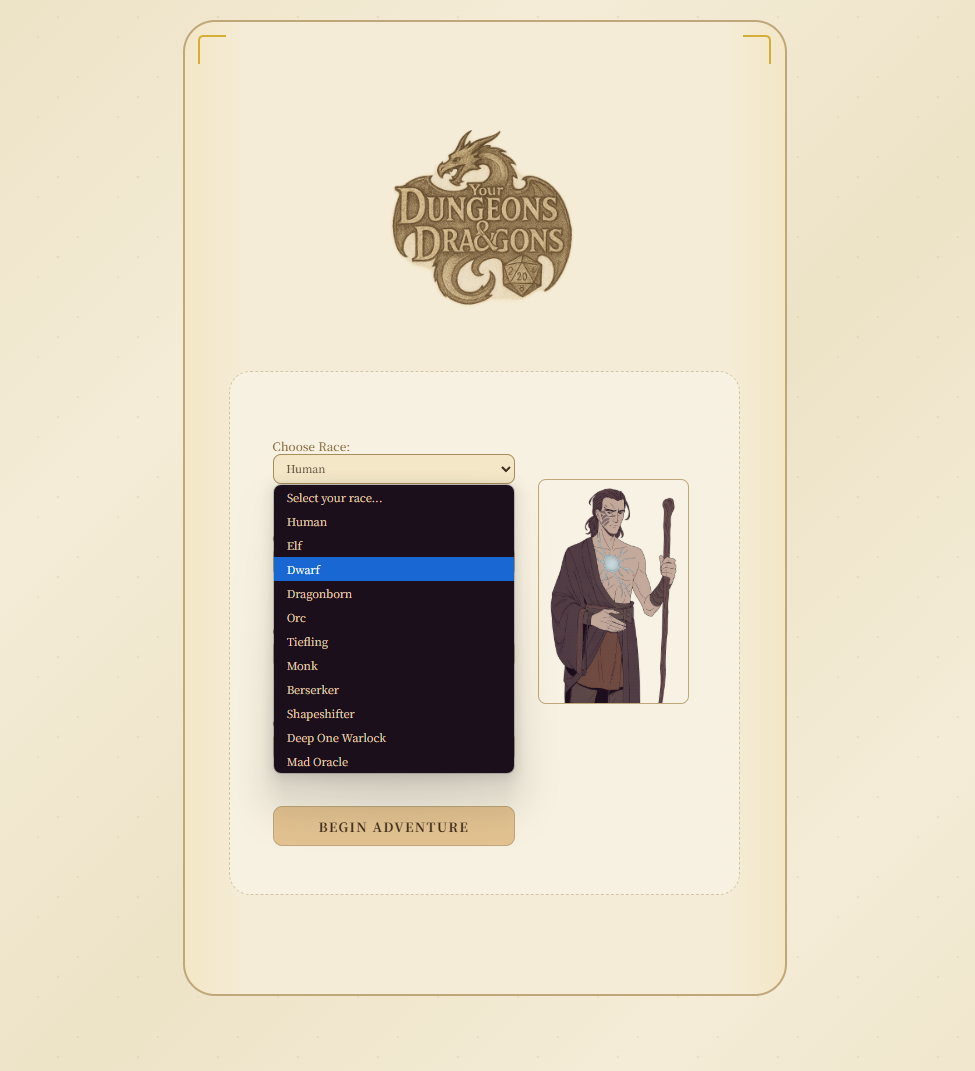 Your
DUNGEONS
& DRAGONS
20
Choose Race:
Human
Select your race...
Human
Elf
Dwarf
Dragonborn
Orc
Tiefling
Monk
Berserker
Shapeshifter
Deep One Warlock
Mad Oracle
BEGIN ADVENTURE